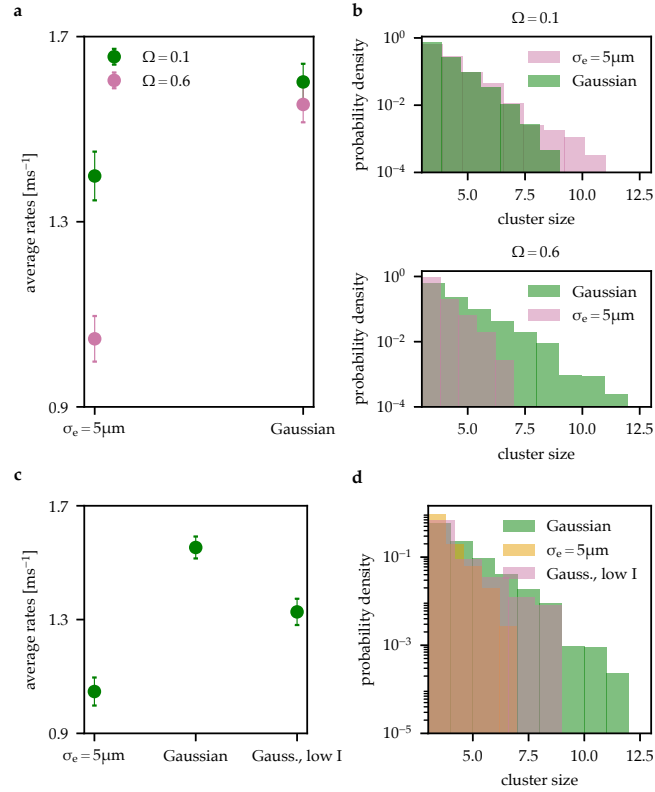 a
1.7
1.3
0.9
average rates [ms⁻¹]
Ω = 0.1
Ω = 0.6
σₑ = 5µm
Gaussian
b
Ω = 0.1
10⁰
10⁻²
10⁻⁴
probability density
σₑ = 5µm
Gaussian
5.0 7.5 10.0 12.5
cluster size
Ω = 0.6
10⁰
10⁻²
10⁻⁴
probability density
Gaussian
σₑ = 5µm
5.0 7.5 10.0 12.5
cluster size
c
1.7
1.3
0.9
average rates [ms⁻¹]
σₑ = 5µm Gaussian Gauss., low I
d
10⁻¹
10⁻³
10⁻⁵
probability density
Gaussian
σₑ = 5µm
Gauss., low I
5.0 7.5 10.0 12.5
cluster size